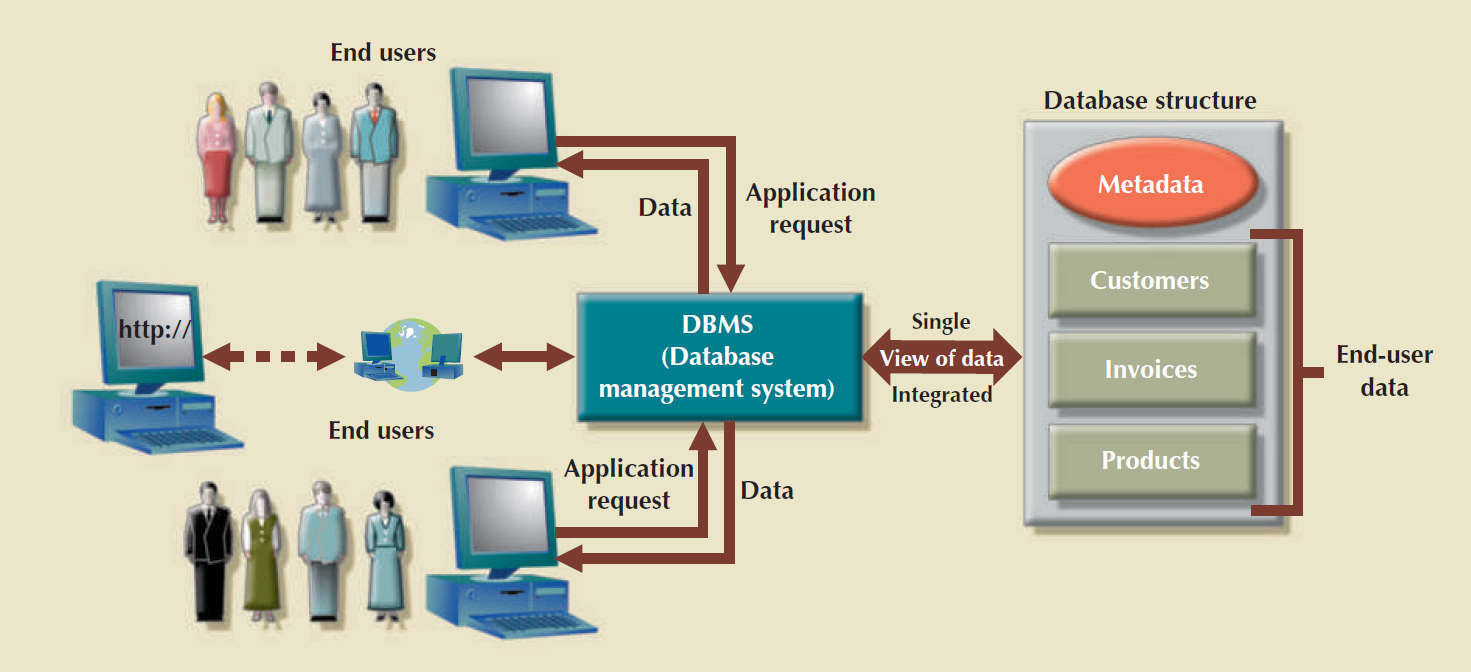 End users
Database structure
Metadata
Data
Application
request
Customers
http://
DBMS
(Database
management system)
Single
View of data
Integrated
Invoices
End-user
data
End users
Products
Application
request
Data